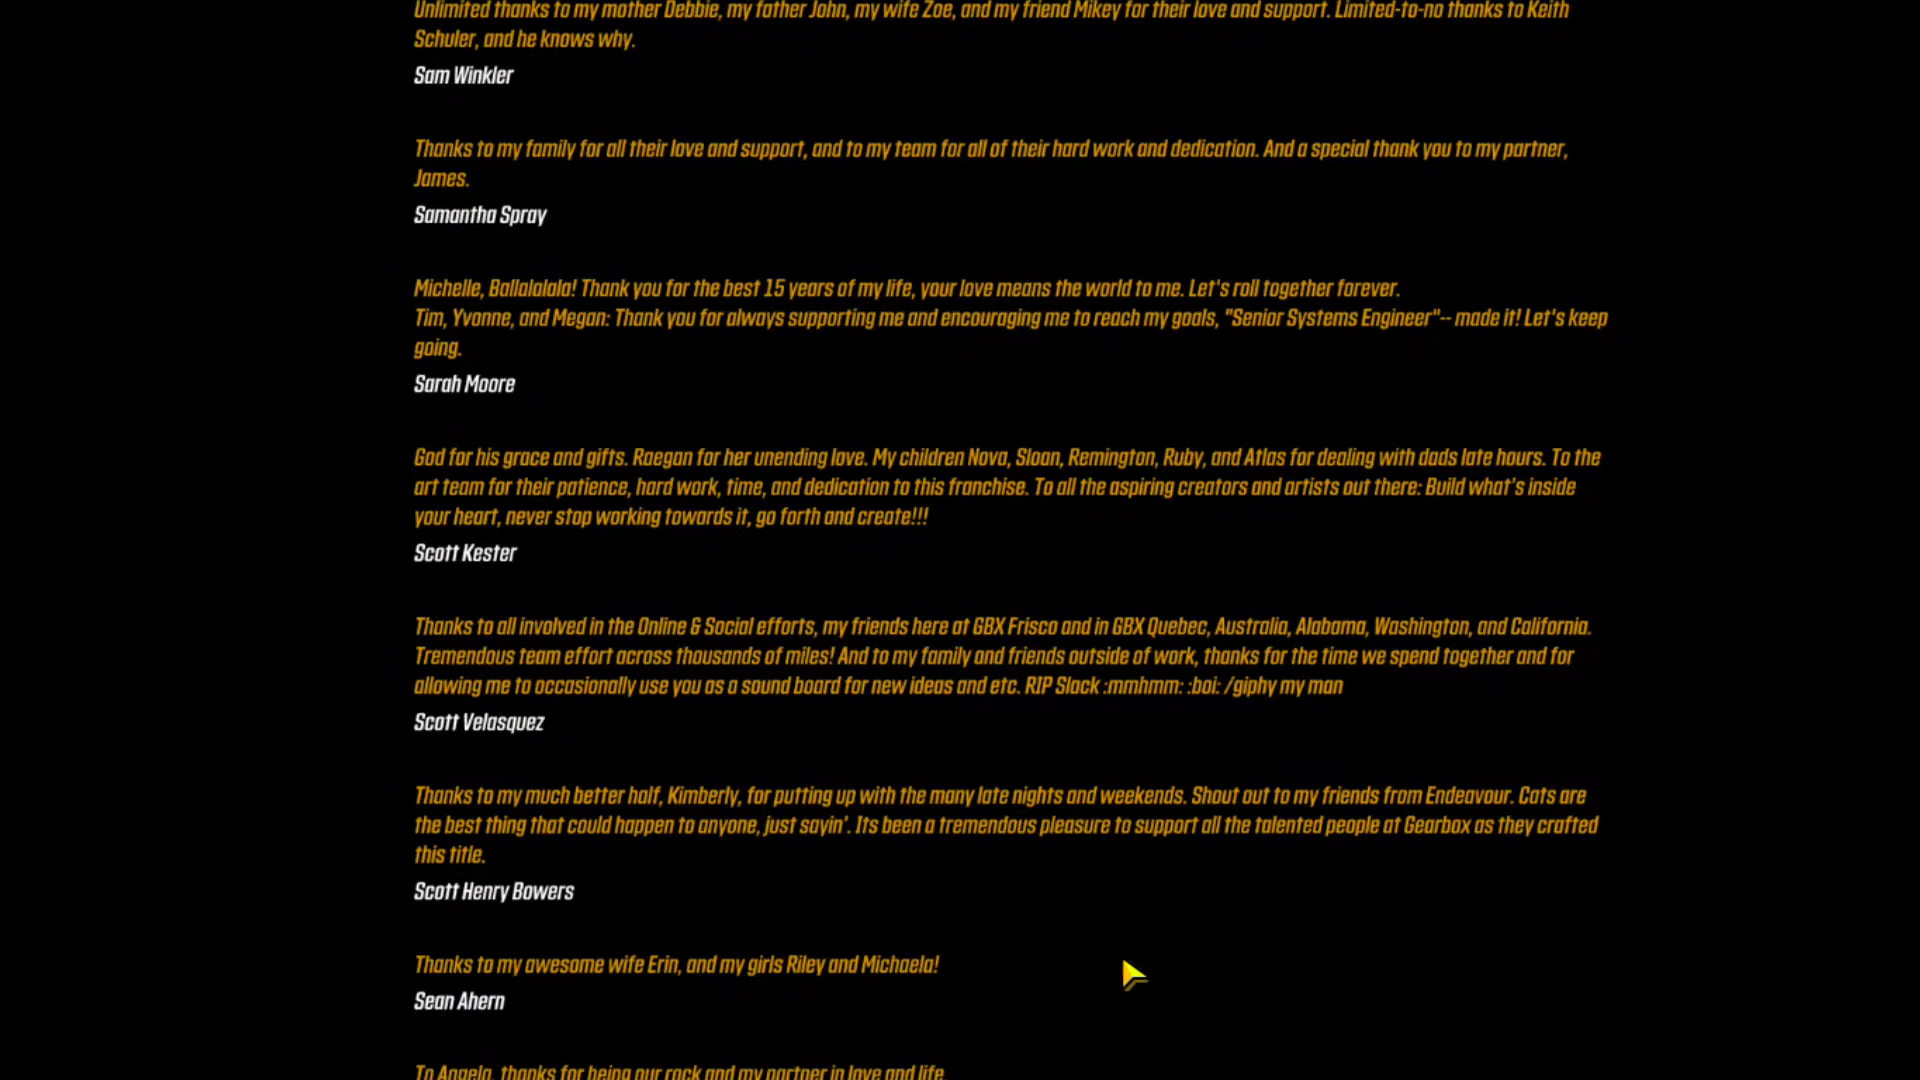 Unlimited thanks to my mother Debbie, my father John, my wife Zoe, and my friend Mikey for their love and support. Limited-to-no thanks to Keith
Schuler, and he knows why.
Sam Winkler
Thanks to my family for all their love and support, and to my team for all of their hard work and dedication. And a special thank you to my partner,
James.
Samantha Spray
Michelle, Ballalalala! Thank you for the best 15 years of my life, your love means the world to me. Let's roll together forever.
Tim, Yvonne, and Megan: Thank you for always supporting me and encouraging me to reach my goals, "Senior Systems Engineer"-- made it! Let's keep
going.
Sarah Moore
God for his grace and gifts. Raegan for her unending love. My children Nova, Sloan, Remington, Ruby, and Atlas for dealing with dads late hours. To the
art team for their patience, hard work, time, and dedication to this franchise. To all the aspiring creators and artists out there: Build what's inside
your heart, never stop working towards it, go forth and create!!!
Scott Kester
Thanks to all involved in the Online & Social efforts, my friends here at GBX Frisco and in GBX Quebec, Australia, Alabama, Washington, and California.
Tremendous team effort across thousands of miles! And to my family and friends outside of work, thanks for the time we spend together and for
allowing me to occasionally use you as a sound board for new ideas and etc. RIP Slack :mmhmm: :boi: /giphy my man
Scott Velasquez
Thanks to my much better half, Kimberly, for putting up with the many late nights and weekends. Shout out to my friends from Endeavour. Cats are
the best thing that could happen to anyone, just sayin'. Its been a tremendous pleasure to support all the talented people at Gearbox as they crafted
this title.
Scott Henry Bowers
Thanks to my awesome wife Erin, and my girls Riley and Michaela!
Sean Ahern
To Angela, thanks for being our rock and my partner in love and life.